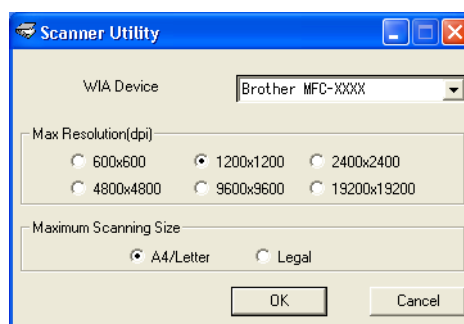 Scanner Utility
WIA Device Brother MFC-XXXX
Max Resolution(dpi)
600x600 1200x1200 2400x2400
4800x4800 9600x9600 19200x19200
Maximum Scanning Size
A4/Letter Legal
OK Cancel